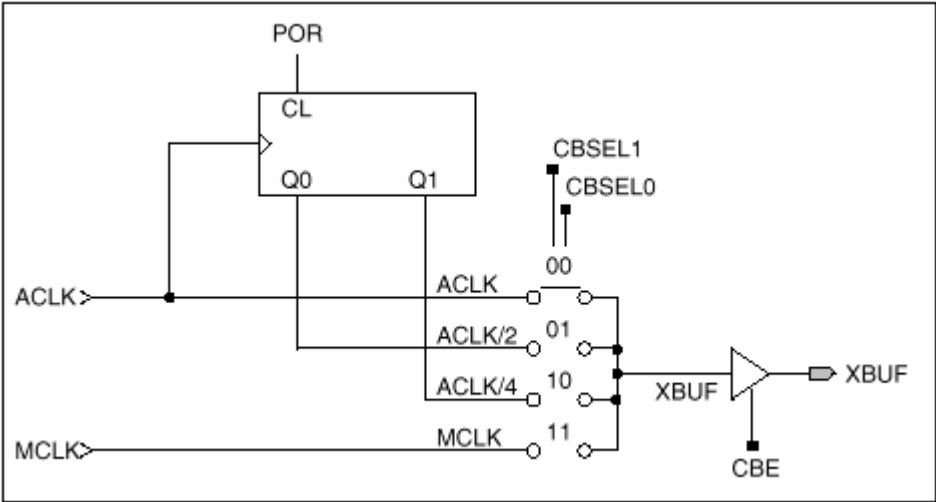 POR
CL
CBSEL1
Q0 Q1
CBSEL0
00
ACLK
ACLK
ACLK/2 01
ACLK/4 10
XBUF
XBUF
MCLK
MCLK 11
CBE